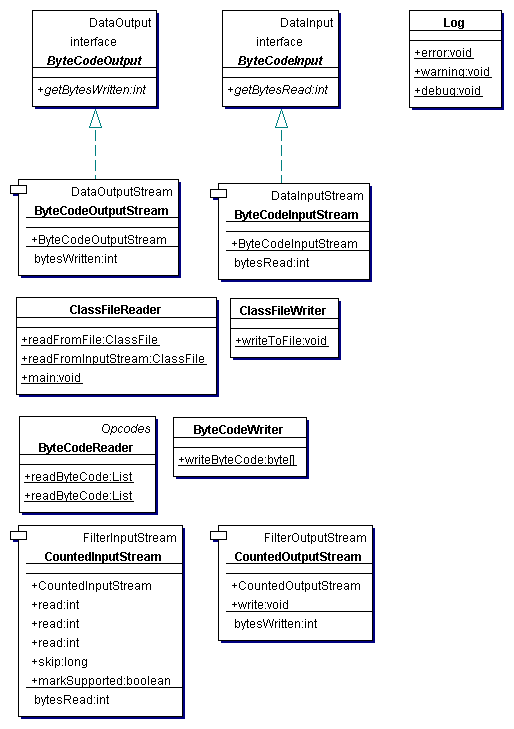 DataOutput
interface
ByteCodeOutput
+getBytesWritten:int
DataInput
interface
ByteCodeInput
+getBytesRead:int
Log
+error:void
+warning:void
+debug:void
DataOutputStream
ByteCodeOutputStream
+ByteCodeOutputStream
bytesWritten:int
DataInputStream
ByteCodeInputStream
+ByteCodeInputStream
bytesRead:int
ClassFileReader
+readFromFile:ClassFile
+readFromInputStream:ClassFile
+main:void
ClassFileWriter
+writeToFile:void
Opcodes
ByteCodeReader
+readByteCode:List
+readByteCode:List
ByteCodeWriter
+writeByteCode:byte[]
FilterInputStream
CountedInputStream
+CountedInputStream
+read:int
+read:int
+read:int
+skip:long
+markSupported:boolean
bytesRead:int
FilterOutputStream
CountedOutputStream
+CountedOutputStream
+write:void
bytesWritten:int